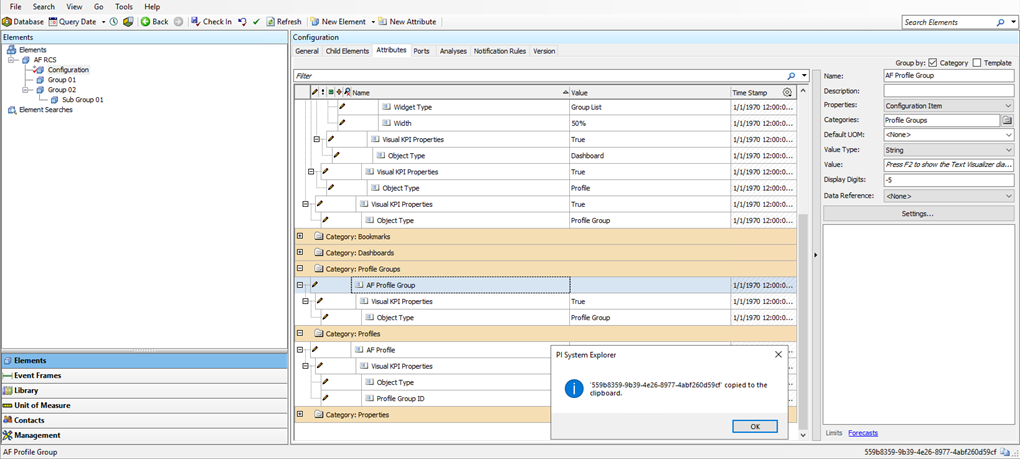 File Search View Go Tools Help
Database Query Date Back Check In Refresh New Element New Attribute Search Elements
Elements
Elements
AF RCS
Configuration
Group 01
Group 02
Sub Group 01
Element Searches
Elements
Event Frames
Library
Unit of Measure
Contacts
Management
Configuration
General Child Elements Attributes Ports Analyses Notification Rules Version
Group by: Category Template
Filter
Name Value Time Stamp
Widget Type Group List 1/1/1970 12:00:0...
Width 50% 1/1/1970 12:00:0...
Visual KPI Properties True 1/1/1970 12:00:0...
Object Type Dashboard 1/1/1970 12:00:0...
Visual KPI Properties True 1/1/1970 12:00:0...
Object Type Profile 1/1/1970 12:00:0...
Visual KPI Properties True 1/1/1970 12:00:0...
Object Type Profile Group 1/1/1970 12:00:0...
Category: Bookmarks
Category: Dashboards
Category: Profile Groups
AF Profile Group 1/1/1970 12:00:0...
Visual KPI Properties True 1/1/1970 12:00:0...
Object Type Profile Group 1/1/1970 12:00:0...
Category: Profiles
AF Profile
Visual KPI Properties
Object Type
Profile Group ID
Category: Properties
Name: AF Profile Group
Description:
Properties: Configuration Item
Categories: Profile Groups
Default UOM: <None>
Value Type: String
Value: Press F2 to show the Text Visualizer dia...
Display Digits: -5
Data Reference: <None>
Settings...
Limits Forecasts
PI System Explorer
'559b8359-9b39-4e26-8977-4abf260d59cf' copied to the
clipboard.
OK
AF Profile Group 559b8359-9b39-4e26-8977-4abf260d59cf